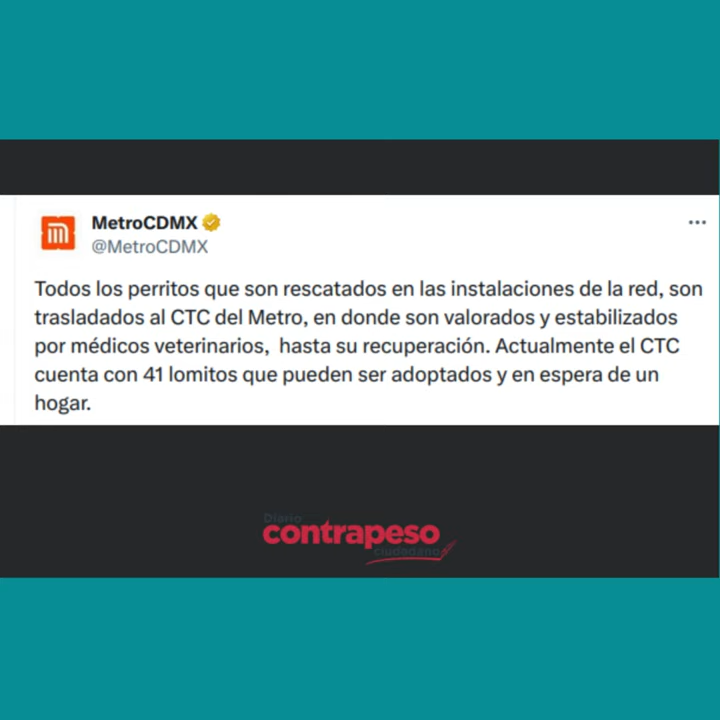 MetroCDMX
@MetroCDMX
Todos los perritos que son rescatados en las instalaciones de la red, son
trasladados al CTC del Metro, en donde son valorados y estabilizados
por médicos veterinarios, hasta su recuperación. Actualmente el CTC
cuenta con 41 lomitos que pueden ser adoptados y en espera de un
hogar.
Diario
contrapeso
ciudadano